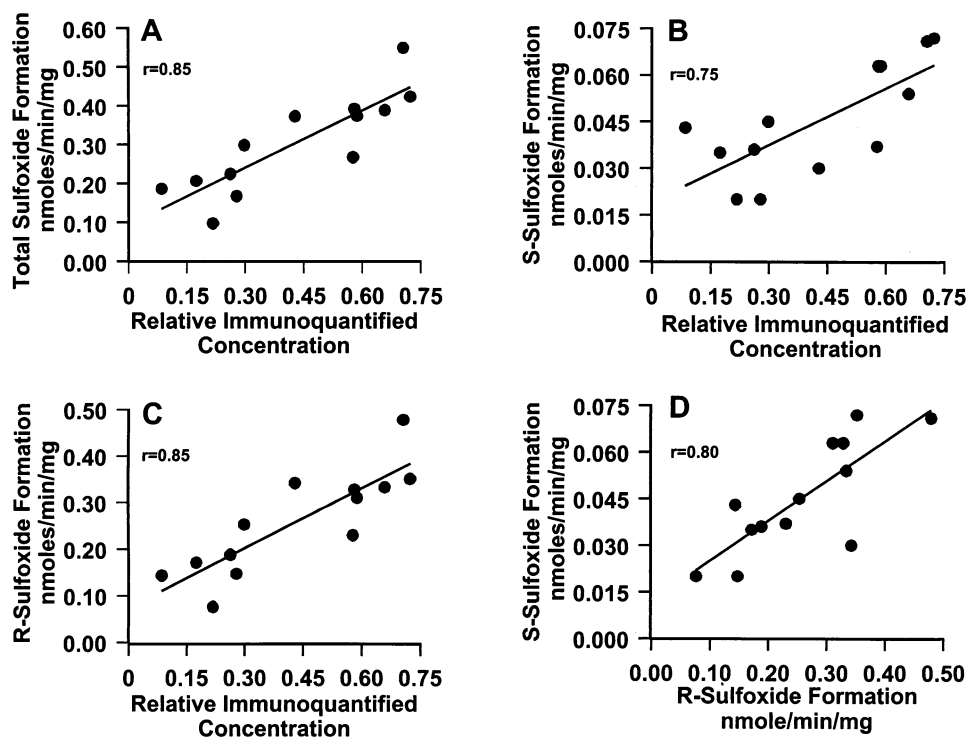 A
r=0.85
Total Sulfoxide Formation
nmoles/min/mg
0.60
0.50
0.40
0.30
0.20
0.10
0.00
0 0.15 0.30 0.45 0.60 0.75
Relative Immunoquantified
Concentration
B
r=0.75
S-Sulfoxide Formation
nmoles/min/mg
0.075
0.060
0.045
0.030
0.015
0.000
0 0.15 0.30 0.45 0.60 0.75
Relative Immunoquantified
Concentration
C
r=0.85
R-Sulfoxide Formation
nmoles/min/mg
0.50
0.40
0.30
0.20
0.10
0.00
0 0.15 0.30 0.45 0.60 0.75
Relative Immunoquantified
Concentration
D
r=0.80
S-Sulfoxide Formation
nmoles/min/mg
0.075
0.060
0.045
0.030
0.015
0.000
0.00 0.10 0.20 0.30 0.40 0.50
R-Sulfoxide Formation
nmole/min/mg